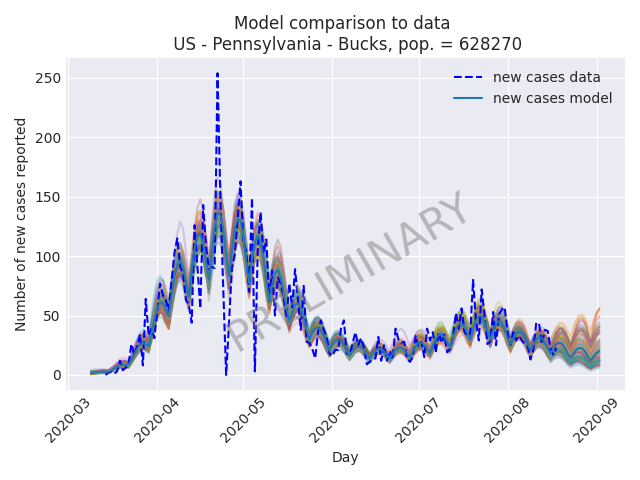 Model comparison to data
US - Pennsylvania - Bucks, pop. = 628270
new cases data
new cases model
250
200
150
100
50
0
Number of new cases reported
PRELIMINARY
2020-03
2020-04
2020-05
2020-06
2020-07
2020-08
2020-09
Day